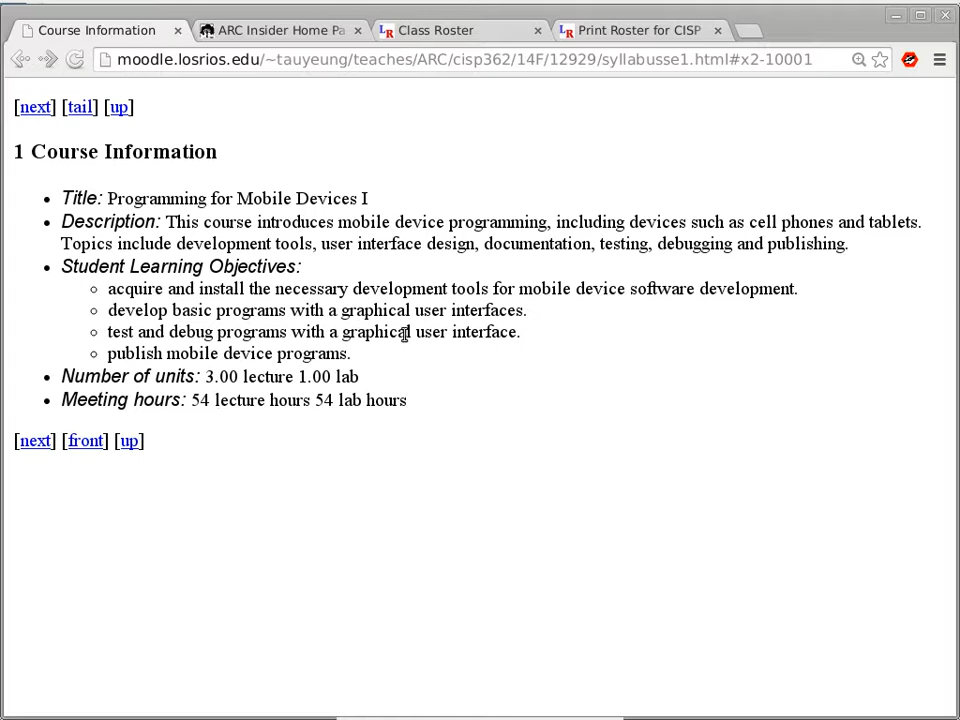 Course Information
ARC Insider Home Pa
Class Roster
Print Roster for CISP
moodle.losrios.edu/~tauyeung/teaches/ARC/cisp362/14F/12929/syllabusse1.html#x2-10001
[next] [tail] [up]
1 Course Information
• Title: Programming for Mobile Devices I
• Description: This course introduces mobile device programming, including devices such as cell phones and tablets.
Topics include development tools, user interface design, documentation, testing, debugging and publishing.
• Student Learning Objectives:
◦ acquire and install the necessary development tools for mobile device software development.
◦ develop basic programs with a graphical user interfaces.
◦ test and debug programs with a graphical user interface.
◦ publish mobile device programs.
• Number of units: 3.00 lecture 1.00 lab
• Meeting hours: 54 lecture hours 54 lab hours
[next] [front] [up]